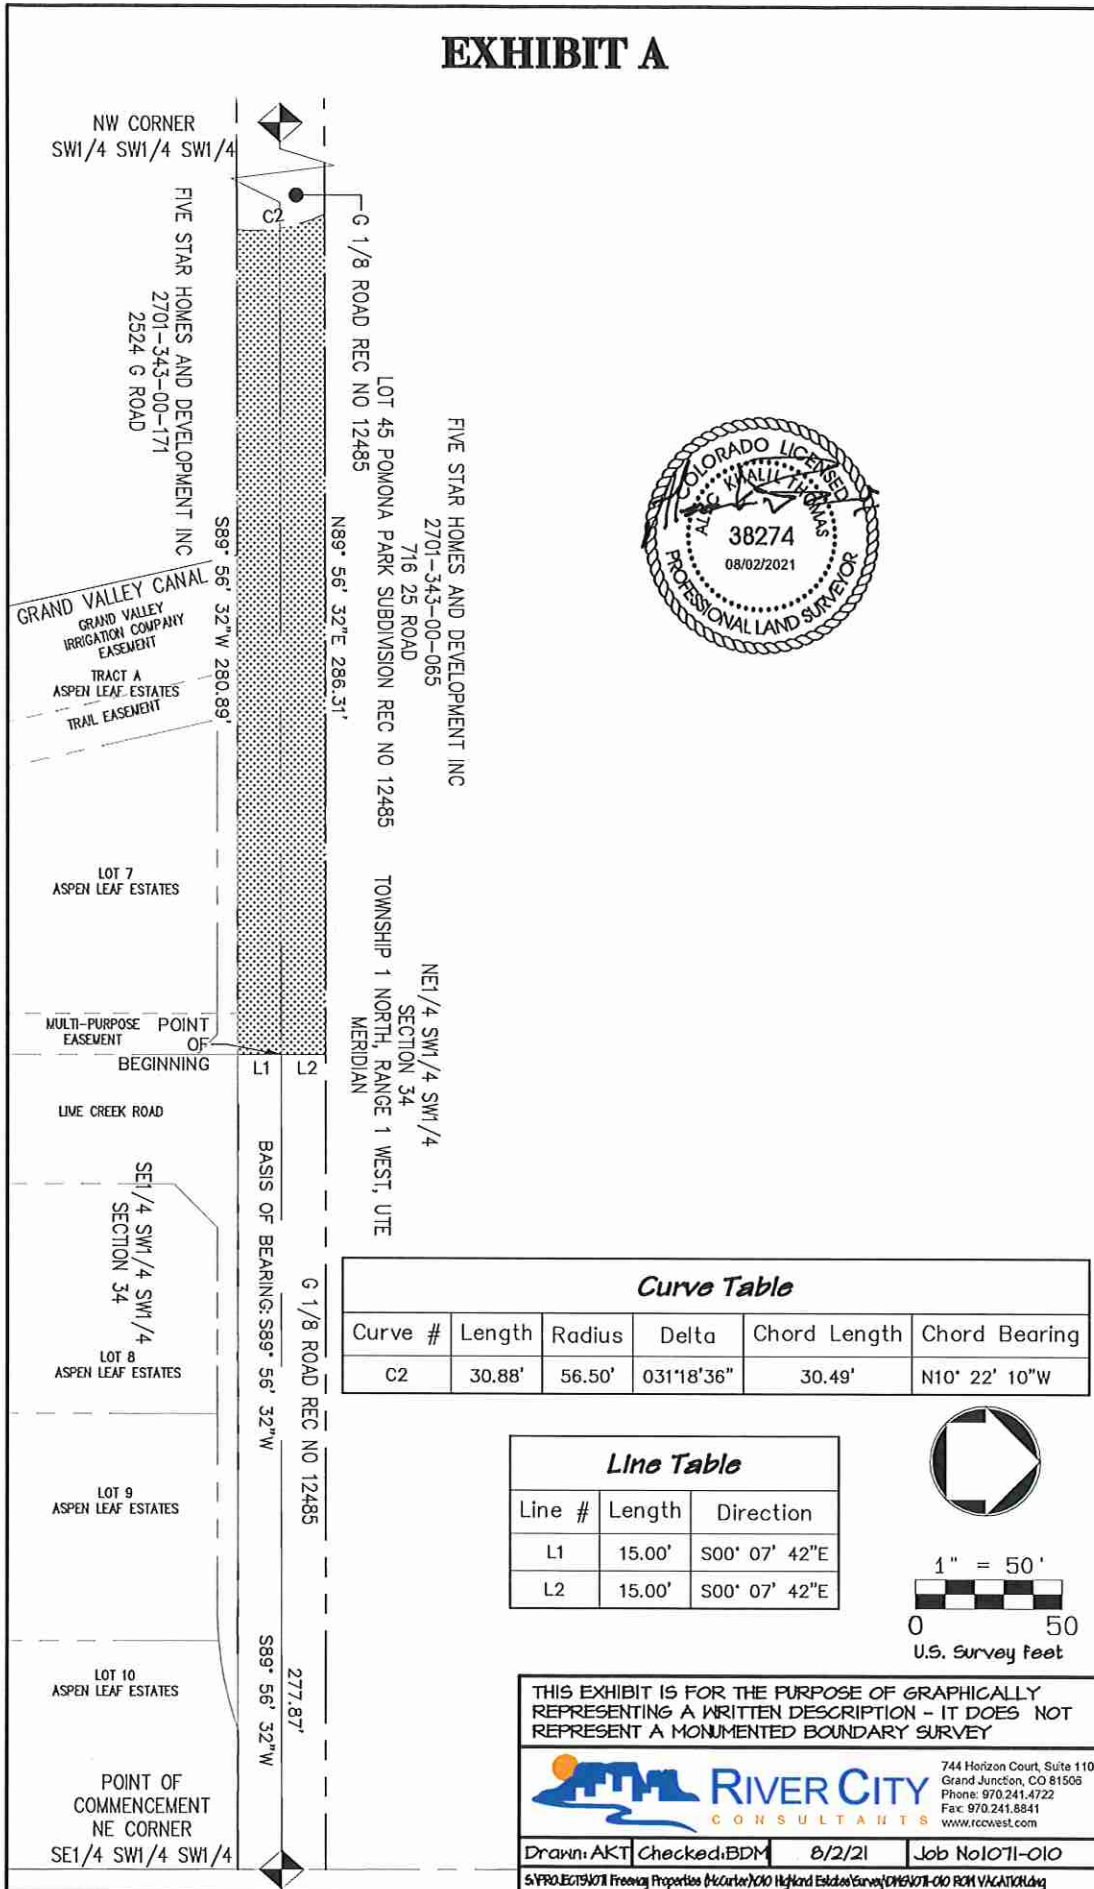 EXHIBIT A
NW CORNER
SW1/4 SW1/4 SW1/4
C2
FIVE STAR HOMES AND DEVELOPMENT INC
2701-343-00-171
2524 G ROAD
G 1/8 ROAD REC NO 12485
LOT 45 POMONA PARK SUBDIVISION REC NO 12485
FIVE STAR HOMES AND DEVELOPMENT INC
2701-343-00-065
716 25 ROAD
N89° 56' 32"E 286.31'
S89° 56' 32"W 280.89'
COLORADO LICENSED
ALEC KHALIL THOMAS
38274
08/02/2021
PROFESSIONAL LAND SURVEYOR
GRAND VALLEY CANAL
GRAND VALLEY
IRRIGATION COMPANY
EASEMENT
TRACT A
ASPEN LEAF ESTATES
TRAIL EASEMENT
LOT 7
ASPEN LEAF ESTATES
NE1/4 SW1/4 SW1/4
SECTION 34
TOWNSHIP 1 NORTH, RANGE 1 WEST, UTE
MERIDIAN
MULTI-PURPOSE
EASEMENT
POINT
OF
BEGINNING
L1
L2
LIVE CREEK ROAD
SE1/4 SW1/4 SW1/4
SECTION 34
BASIS OF BEARING: S89° 56' 32"W
G 1/8 ROAD REC NO 12485
LOT 8
ASPEN LEAF ESTATES
LOT 9
ASPEN LEAF ESTATES
LOT 10
ASPEN LEAF ESTATES
S89° 56' 32"W
277.87'
POINT OF
COMMENCEMENT
NE CORNER
SE1/4 SW1/4 SW1/4
Curve Table
Curve # Length Radius Delta Chord Length Chord Bearing
C2 30.88' 56.50' 031°18'36" 30.49' N10° 22' 10"W
Line Table
Line # Length Direction
L1 15.00' S00° 07' 42"E
L2 15.00' S00° 07' 42"E
1" = 50'
0 50
U.S. Survey Feet
THIS EXHIBIT IS FOR THE PURPOSE OF GRAPHICALLY
REPRESENTING A WRITTEN DESCRIPTION - IT DOES NOT
REPRESENT A MONUMENTED BOUNDARY SURVEY
RIVER CITY
CONSULTANTS
744 Horizon Court, Suite 110
Grand Junction, CO 81506
Phone: 970.241.4722
Fax: 970.241.8841
www.rccwest.com
Drawn: AKT Checked: BDM 8/2/21 Job No1071-010
S:\PROJECTS\1071 Freeway Properties (McCurter)\010 Highland Estates\Survey\